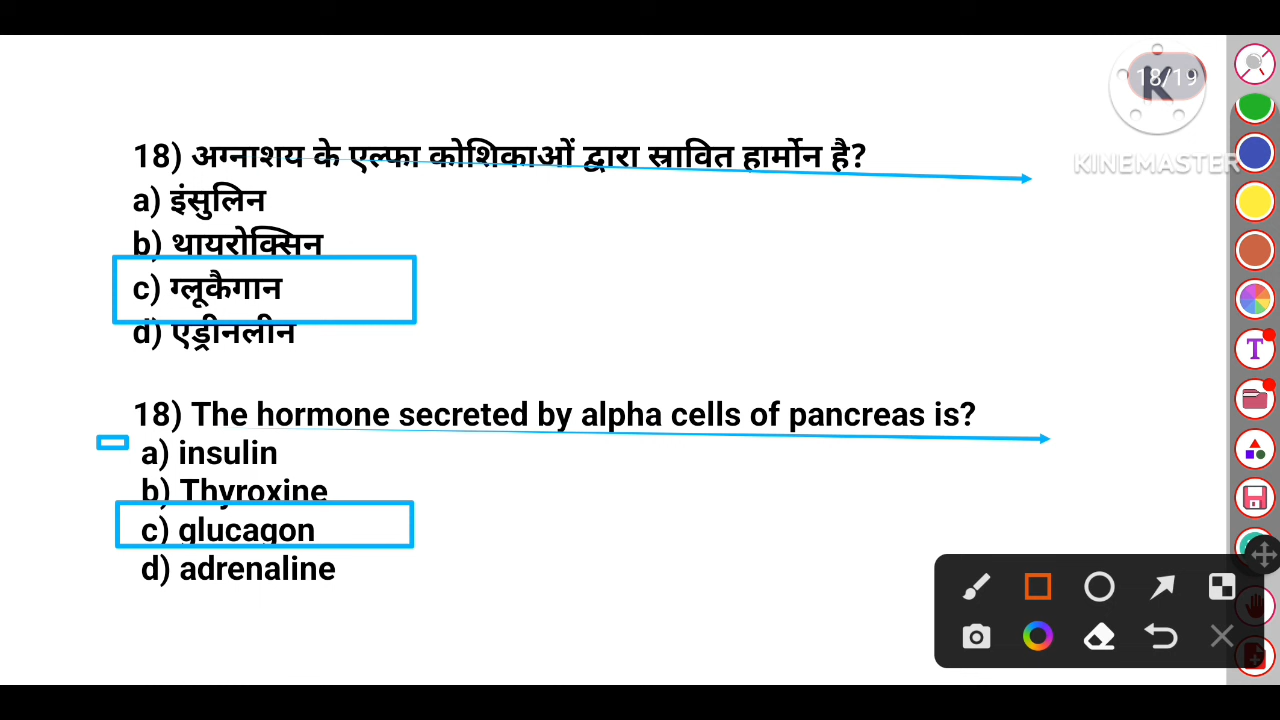 18/19
KINEMASTER
18) अग्नाशय के एल्फा कोशिकाओं द्वारा स्रावित हार्मोन है?
a) इंसुलिन
b) थायरोक्सिन
c) ग्लूकैगान
d) एड्रीनलीन
18) The hormone secreted by alpha cells of pancreas is?
a) insulin
b) Thyroxine
c) glucagon
d) adrenaline